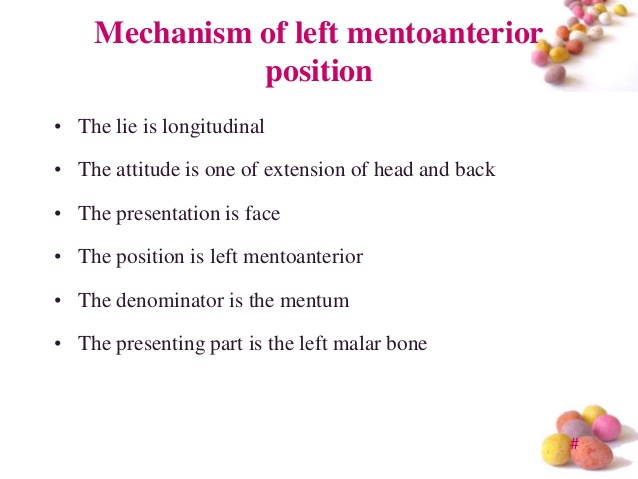 Mechanism of left mentoanterior
position
• The lie is longitudinal
• The attitude is one of extension of head and back
• The presentation is face
• The position is left mentoanterior
• The denominator is the mentum
• The presenting part is the left malar bone
#